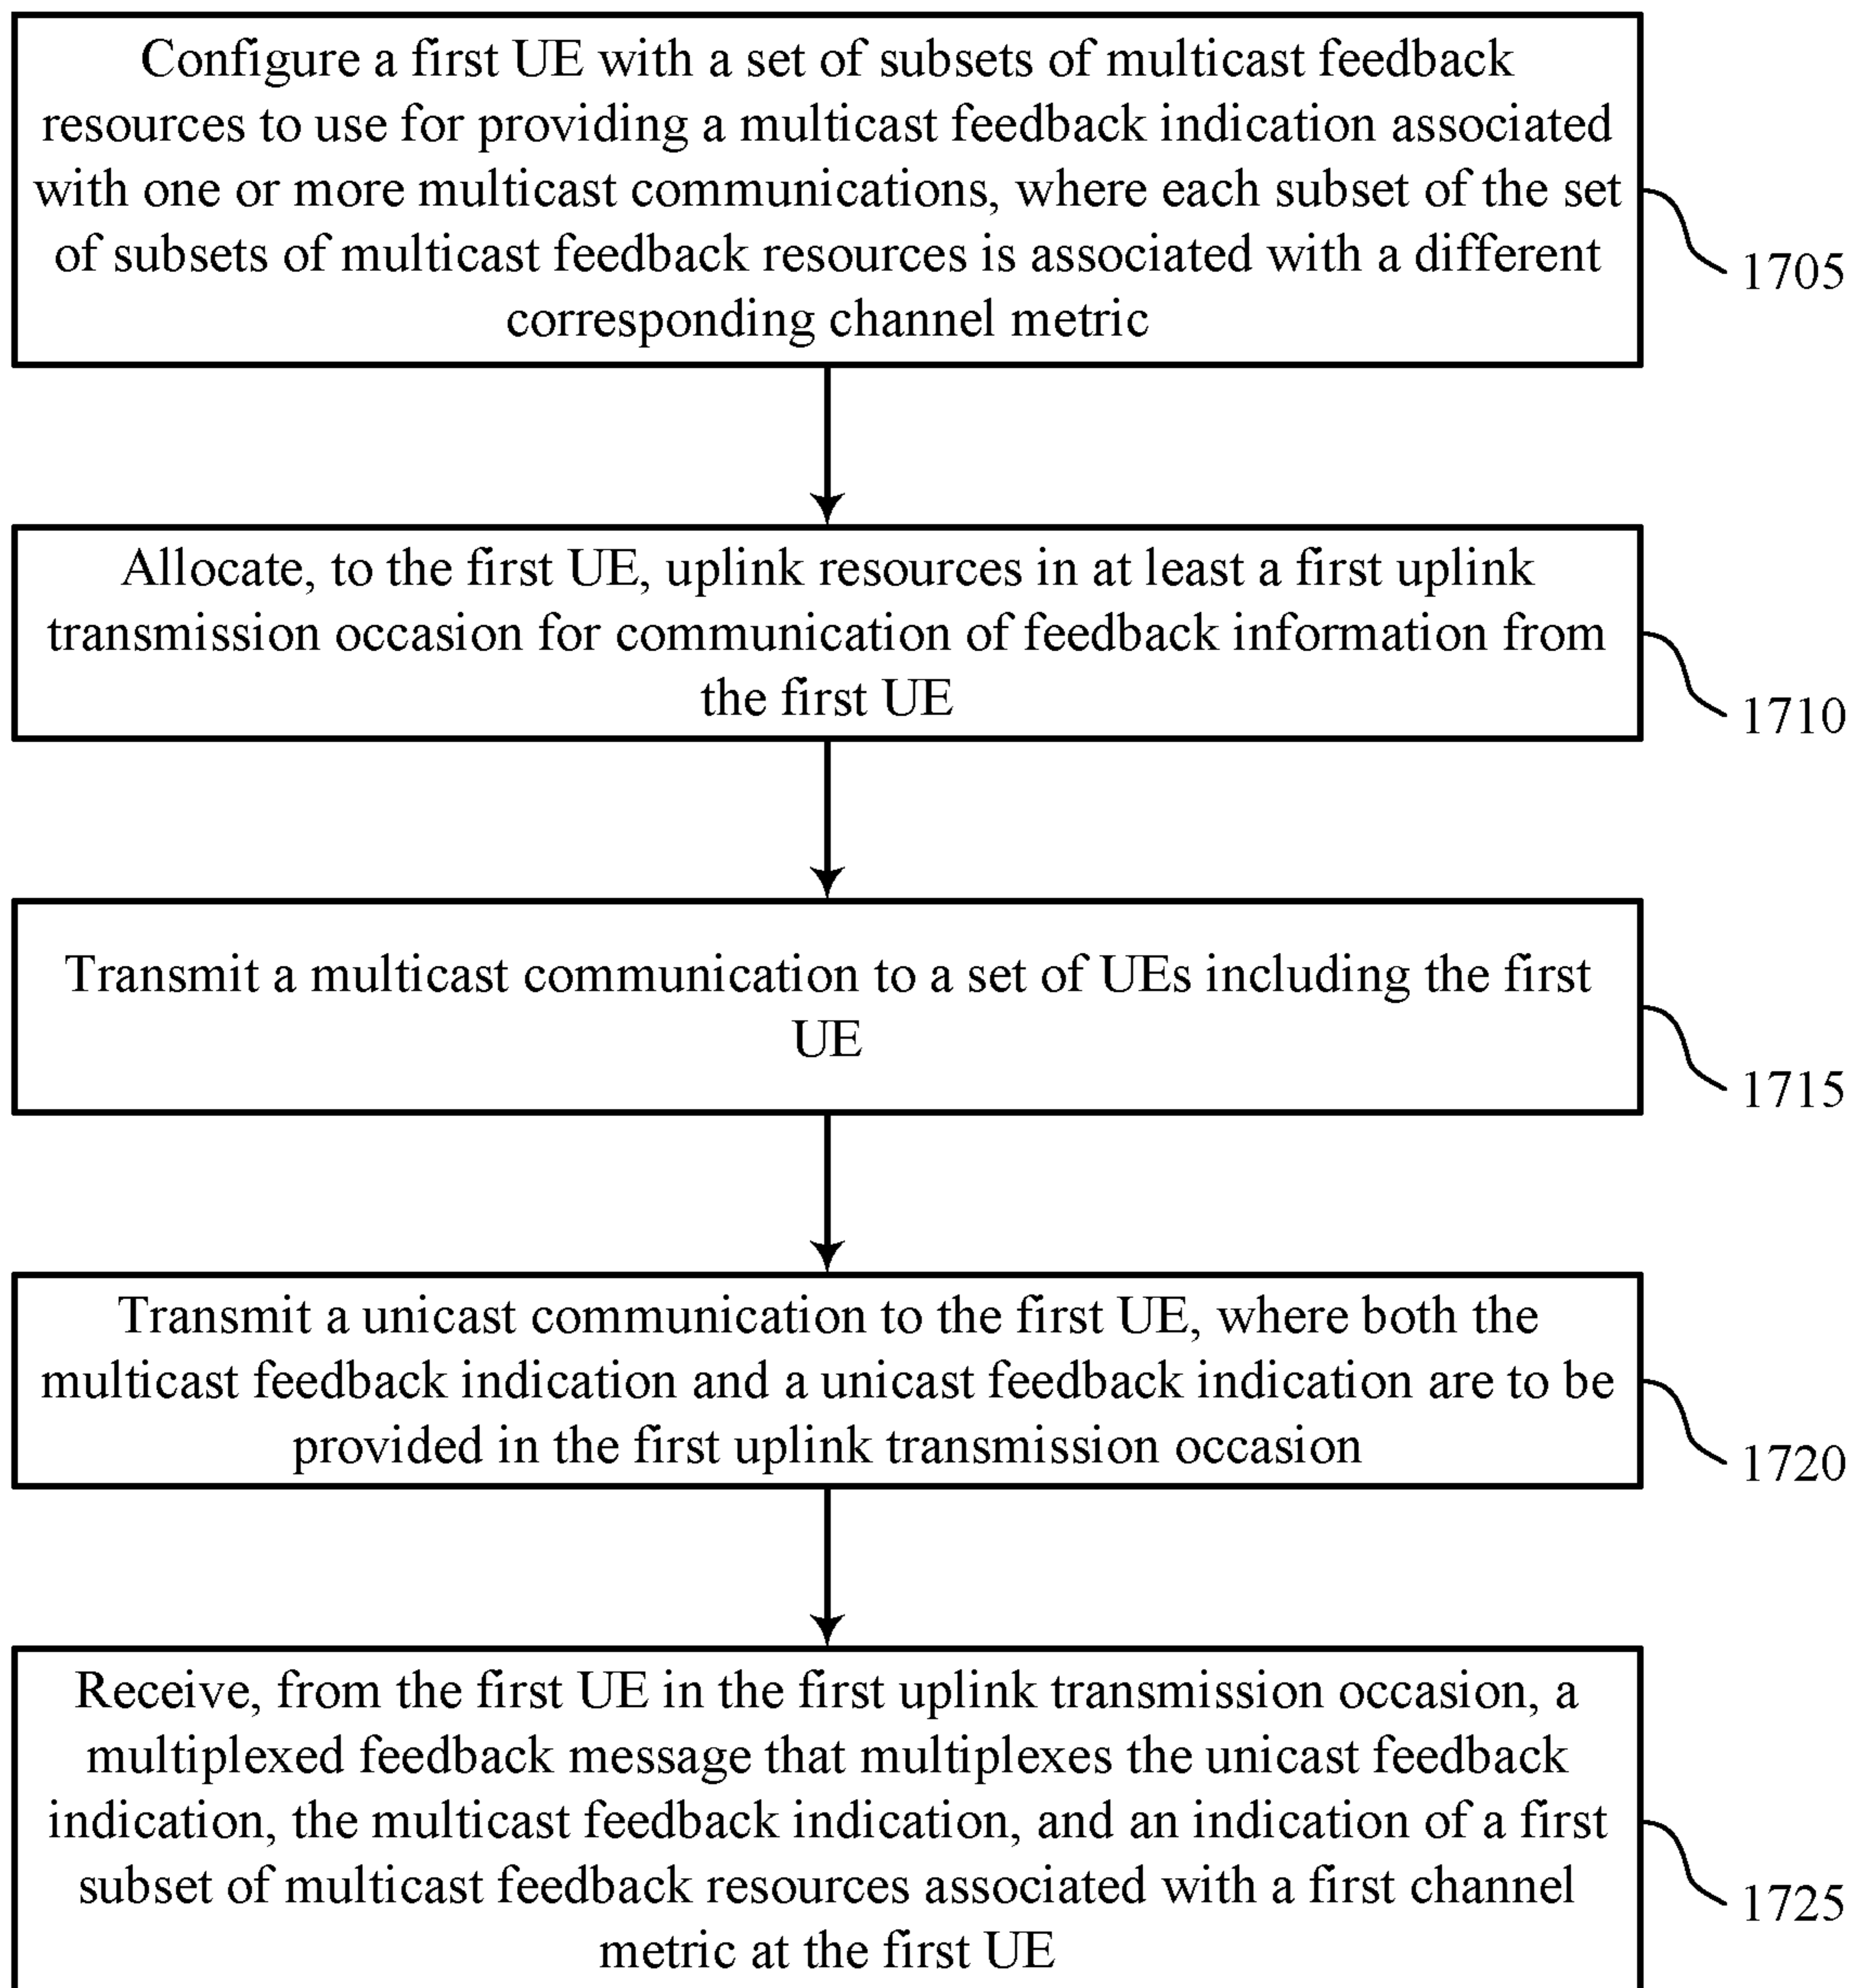 Configure a first UE with a set of subsets of multicast feedback
resources to use for providing a multicast feedback indication associated
with one or more multicast communications, where each subset of the set
of subsets of multicast feedback resources is associated with a different
corresponding channel metric
1705
Allocate, to the first UE, uplink resources in at least a first uplink
transmission occasion for communication of feedback information from
the first UE
1710
Transmit a multicast communication to a set of UEs including the first
UE
1715
Transmit a unicast communication to the first UE, where both the
multicast feedback indication and a unicast feedback indication are to be
provided in the first uplink transmission occasion
1720
Receive, from the first UE in the first uplink transmission occasion, a
multiplexed feedback message that multiplexes the unicast feedback
indication, the multicast feedback indication, and an indication of a first
subset of multicast feedback resources associated with a first channel
metric at the first UE
1725